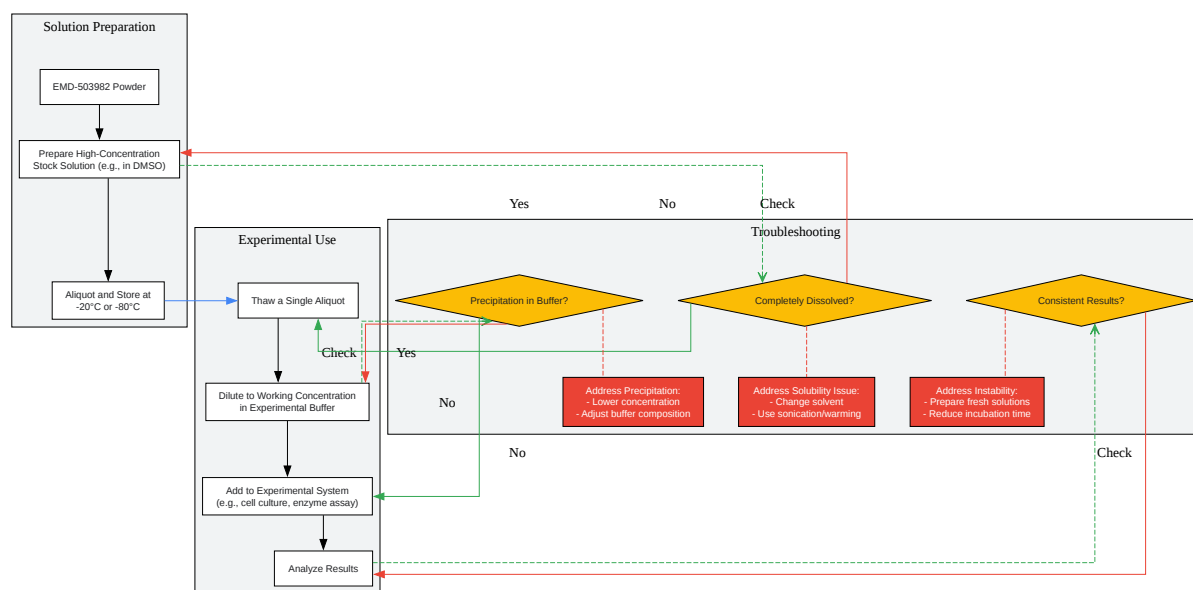 Solution Preparation
EMD-503982 Powder
Prepare High-Concentration
Stock Solution (e.g., in DMSO)
Aliquot and Store at
-20°C or -80°C
Experimental Use
Thaw a Single Aliquot
Dilute to Working Concentration
in Experimental Buffer
Add to Experimental System
(e.g., cell culture, enzyme assay)
Analyze Results
Yes
No
Check
Troubleshooting
Precipitation in Buffer?
Completely Dissolved?
Consistent Results?
Check
Yes
Address Precipitation:
- Lower concentration
- Adjust buffer composition
Address Solubility Issue:
- Change solvent
- Use sonication/warming
Address Instability:
- Prepare fresh solutions
- Reduce incubation time
No
No
Check